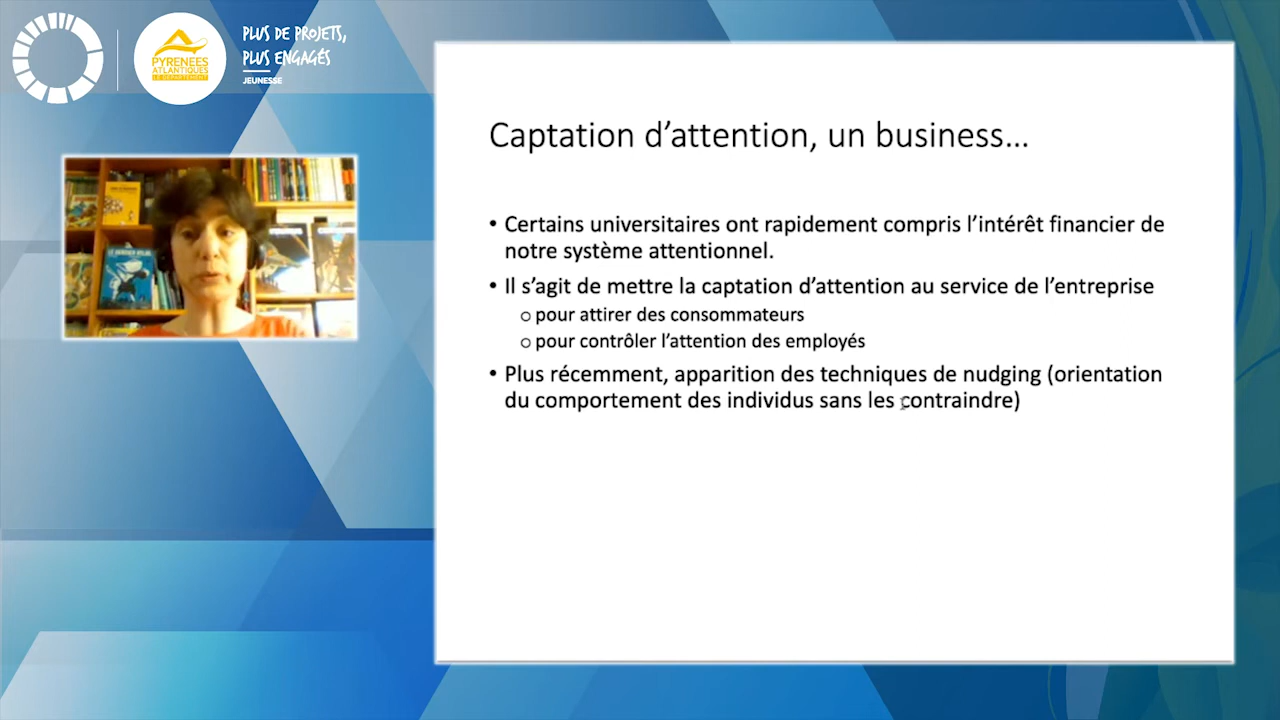 PLUS DE PROJETS,
PLUS ENGAGÉS
JEUNESSE
PYRENEES
ATLANTIQUES
LE DEPARTEMENT
Captation d’attention, un business…
• Certains universitaires ont rapidement compris l’intérêt financier de
notre système attentionnel.
• Il s’agit de mettre la captation d’attention au service de l’entreprise
o pour attirer des consommateurs
o pour contrôler l’attention des employés
• Plus récemment, apparition des techniques de nudging (orientation
du comportement des individus sans les contraindre)